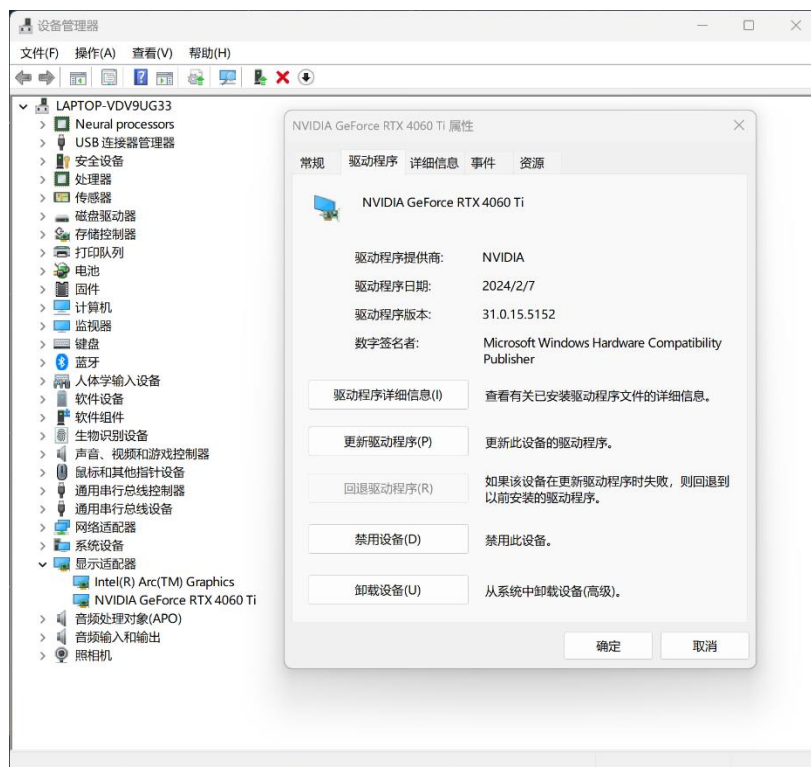 设备管理器
文件(F) 操作(A) 查看(V) 帮助(H)
LAPTOP-VDV9UG33
Neural processors
USB 连接器管理器
安全设备
处理器
传感器
磁盘驱动器
存储控制器
打印队列
电池
固件
计算机
监视器
键盘
蓝牙
人体学输入设备
软件设备
软件组件
生物识别设备
声音、视频和游戏控制器
鼠标和其他指针设备
通用串行总线控制器
通用串行总线设备
网络适配器
系统设备
显示适配器
Intel(R) Arc(TM) Graphics
NVIDIA GeForce RTX 4060 Ti
音频处理对象(APO)
音频输入和输出
照相机
NVIDIA GeForce RTX 4060 Ti 属性
常规 驱动程序 详细信息 事件 资源
NVIDIA GeForce RTX 4060 Ti
驱动程序提供商: NVIDIA
驱动程序日期: 2024/2/7
驱动程序版本: 31.0.15.5152
数字签名者: Microsoft Windows Hardware Compatibility
Publisher
驱动程序详细信息(I) 查看有关已安装驱动程序文件的详细信息。
更新驱动程序(P) 更新此设备的驱动程序。
回退驱动程序(R) 如果该设备在更新驱动程序时失败，则回退到
以前安装的驱动程序。
禁用设备(D) 禁用此设备。
卸载设备(U) 从系统中卸载设备(高级)。
确定 取消